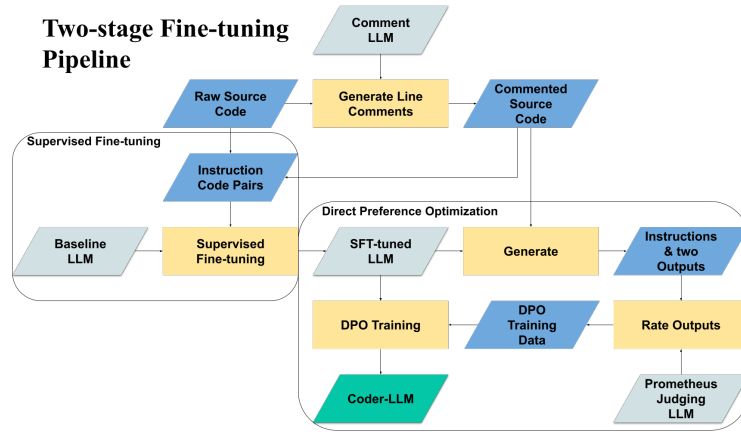 Two-stage Fine-tuning
Pipeline
Comment
LLM
Raw Source
Code
Generate Line
Comments
Commented
Source
Code
Supervised Fine-tuning
Instruction
Code Pairs
Direct Preference Optimization
Baseline
LLM
Supervised
Fine-tuning
SFT-tuned
LLM
Generate
Instructions
& two
Outputs
DPO Training
DPO
Training
Data
Rate Outputs
Coder-LLM
Prometheus
Judging
LLM